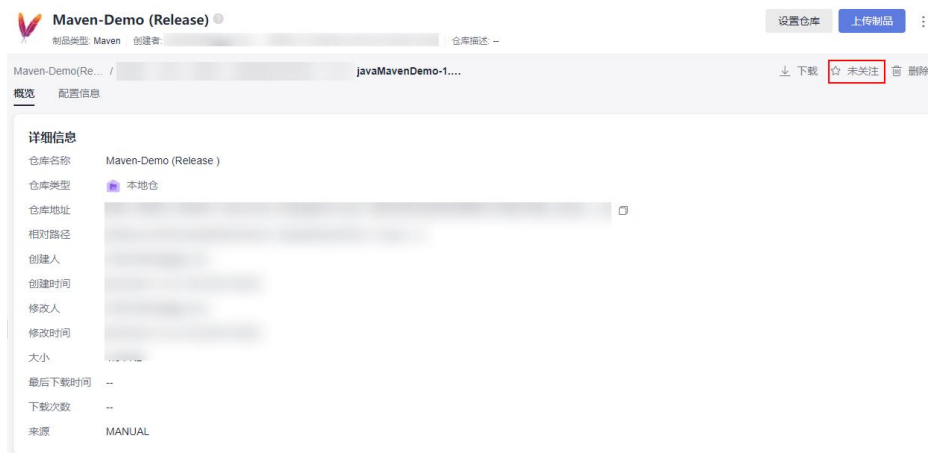 Maven-Demo (Release)
设置仓库 上传制品
制品类型: Maven 创建者: 仓库描述: --
Maven-Demo(Re... / javaMavenDemo-1....
下载 未关注 删除
概览 配置信息
详细信息
仓库名称 Maven-Demo (Release )
仓库类型 本地仓
仓库地址
相对路径
创建人
创建时间
修改人
修改时间
大小
最后下载时间 --
下载次数 --
来源 MANUAL